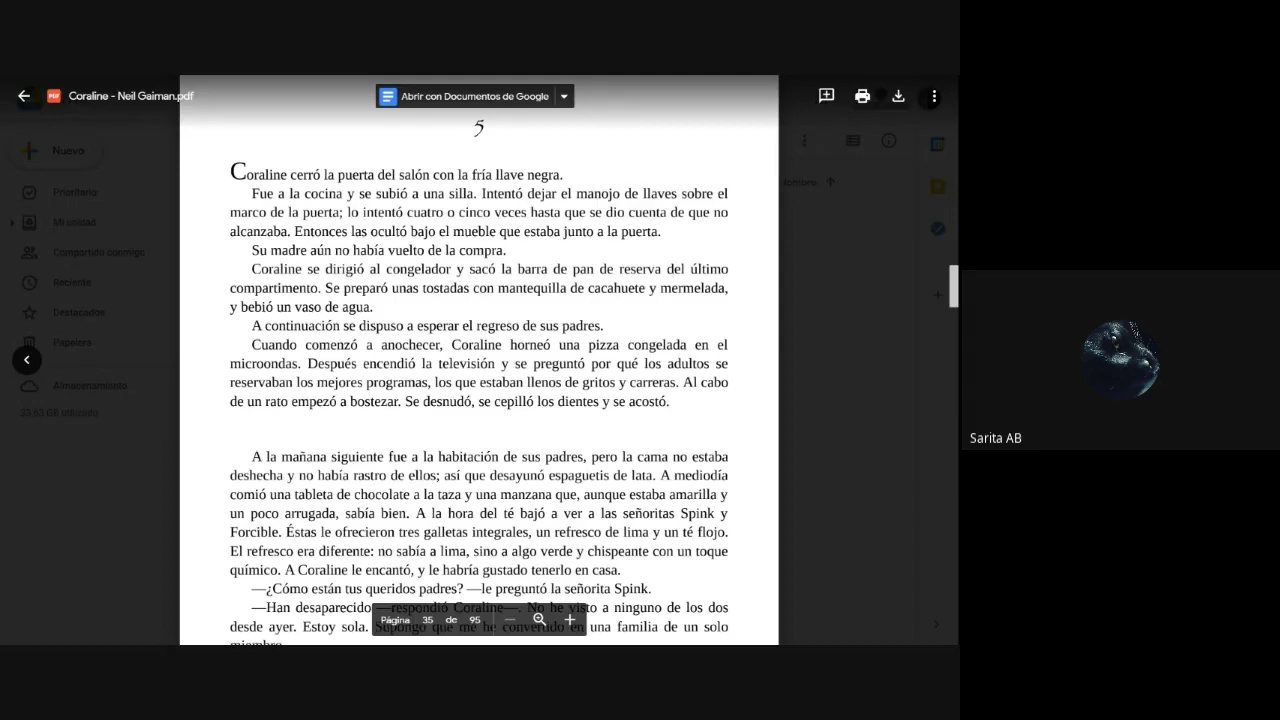 Coraline - Neil Gaiman.pdf
Abrir con Documentos de Google
Nuevo
Prioritario
Mi unidad
Compartido conmigo
Reciente
Destacados
Papelera
Almacenamiento
Nombre
5
Coraline cerró la puerta del salón con la fría llave negra.
Fue a la cocina y se subió a una silla. Intentó dejar el manojo de llaves sobre el
marco de la puerta; lo intentó cuatro o cinco veces hasta que se dio cuenta de que no
alcanzaba. Entonces las ocultó bajo el mueble que estaba junto a la puerta.
Su madre aún no había vuelto de la compra.
Coraline se dirigió al congelador y sacó la barra de pan de reserva del último
compartimento. Se preparó unas tostadas con mantequilla de cacahuete y mermelada,
y bebió un vaso de agua.
A continuación se dispuso a esperar el regreso de sus padres.
Cuando comenzó a anochecer, Coraline horneó una pizza congelada en el
microondas. Después encendió la televisión y se preguntó por qué los adultos se
reservaban los mejores programas, los que estaban llenos de gritos y carreras. Al cabo
de un rato empezó a bostezar. Se desnudó, se cepilló los dientes y se acostó.
A la mañana siguiente fue a la habitación de sus padres, pero la cama no estaba
deshecha y no había rastro de ellos; así que desayunó espaguetis de lata. A mediodía
comió una tableta de chocolate a la taza y una manzana que, aunque estaba amarilla y
un poco arrugada, sabía bien. A la hora del té bajó a ver a las señoritas Spink y
Forcible. Éstas le ofrecieron tres galletas integrales, un refresco de lima y un té flojo.
El refresco era diferente: no sabía a lima, sino a algo verde y chispeante con un toque
químico. A Coraline le encantó, y le habría gustado tenerlo en casa.
—¿Cómo están tus queridos padres? —le preguntó la señorita Spink.
—Han desaparecido —respondió Coraline—. No he visto a ninguno de los dos
desde ayer. Estoy sola. Supongo que me he convertido en una familia de un solo
miembro.
Página 35 de 95
Sarita AB